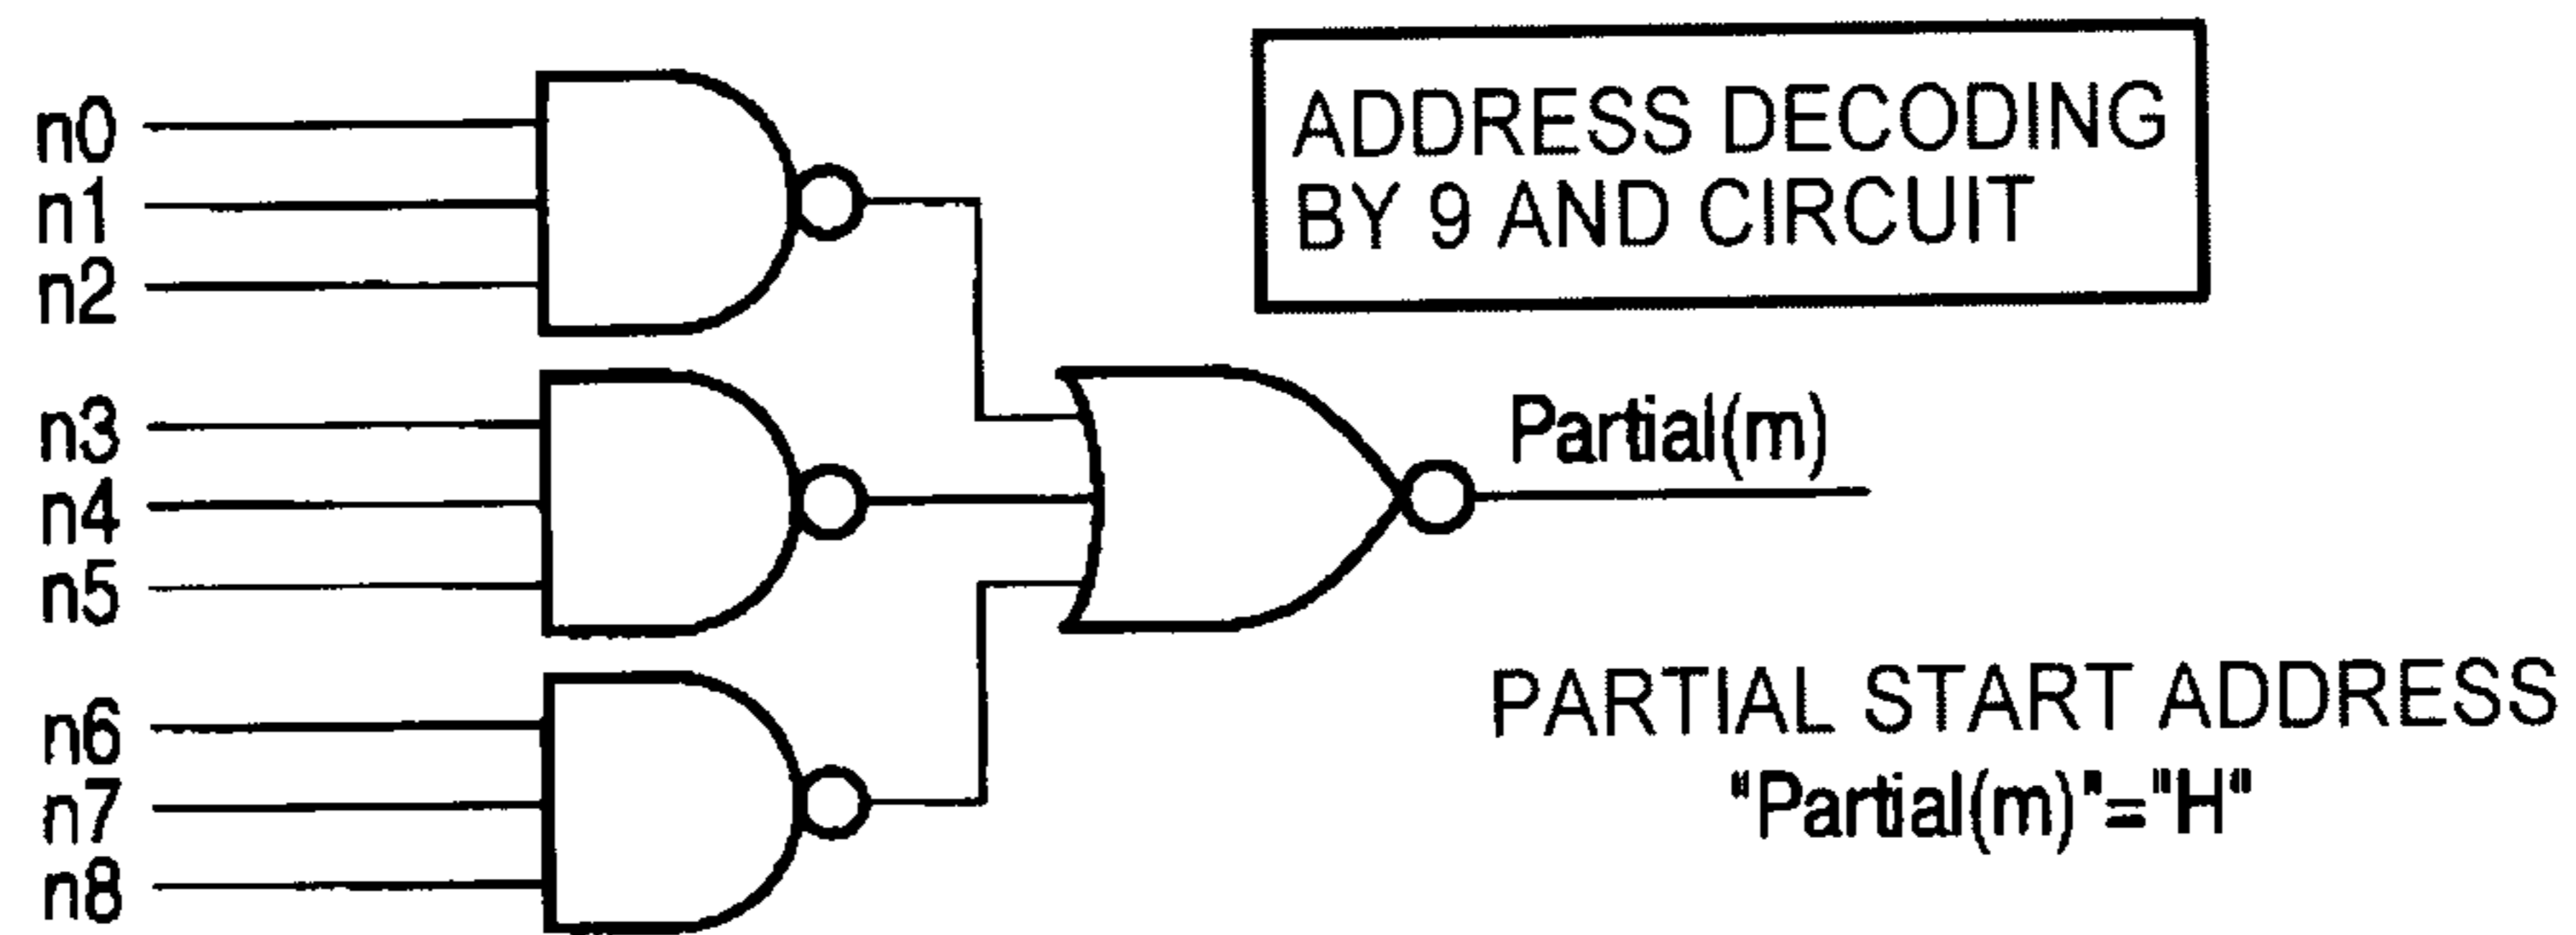 n0
n1
n2
n3
n4
n5
n6
n7
n8
ADDRESS DECODING
BY 9 AND CIRCUIT
Partial(m)
PARTIAL START ADDRESS
"Partial(m)"="H"